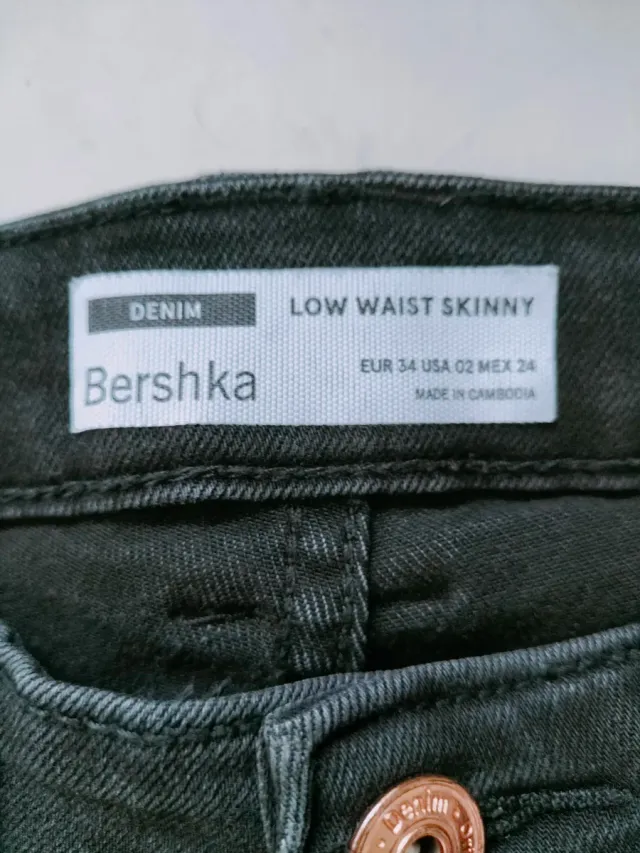 DENIM
LOW WAIST SKINNY
Bershka
EUR 34 USA 02 MEX 24
MADE IN CAMBODIA
Denim